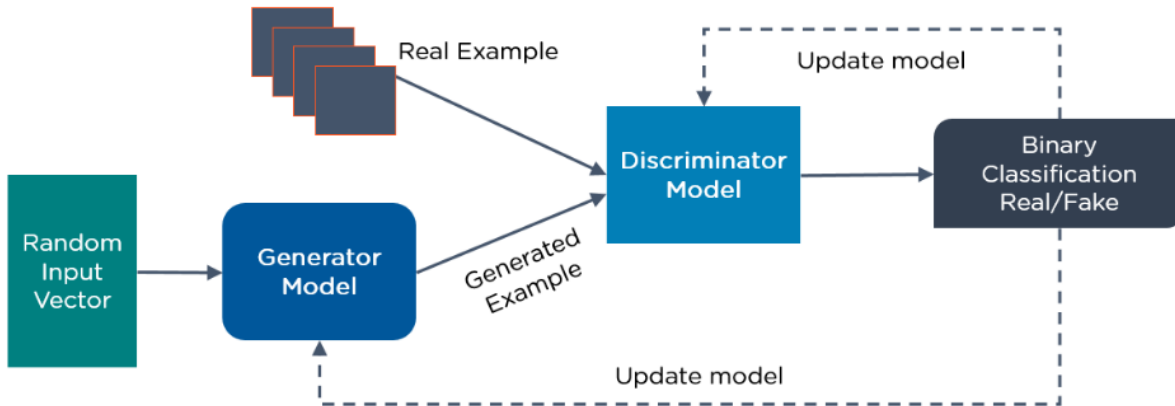 Real Example
Update model
Discriminator
Model
Binary
Classification
Real/Fake
Random
Input
Vector
Generator
Model
Generated
Example
Update model